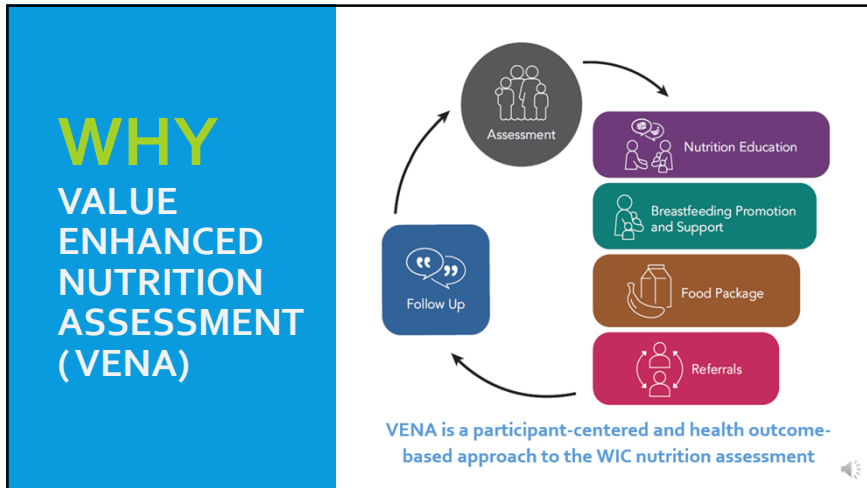 WHY
VALUE
ENHANCED
NUTRITION
ASSESSMENT
(VENA)
Assessment
Nutrition Education
Breastfeeding Promotion
and Support
Food Package
Referrals
Follow Up
VENA is a participant-centered and health outcome-
based approach to the WIC nutrition assessment